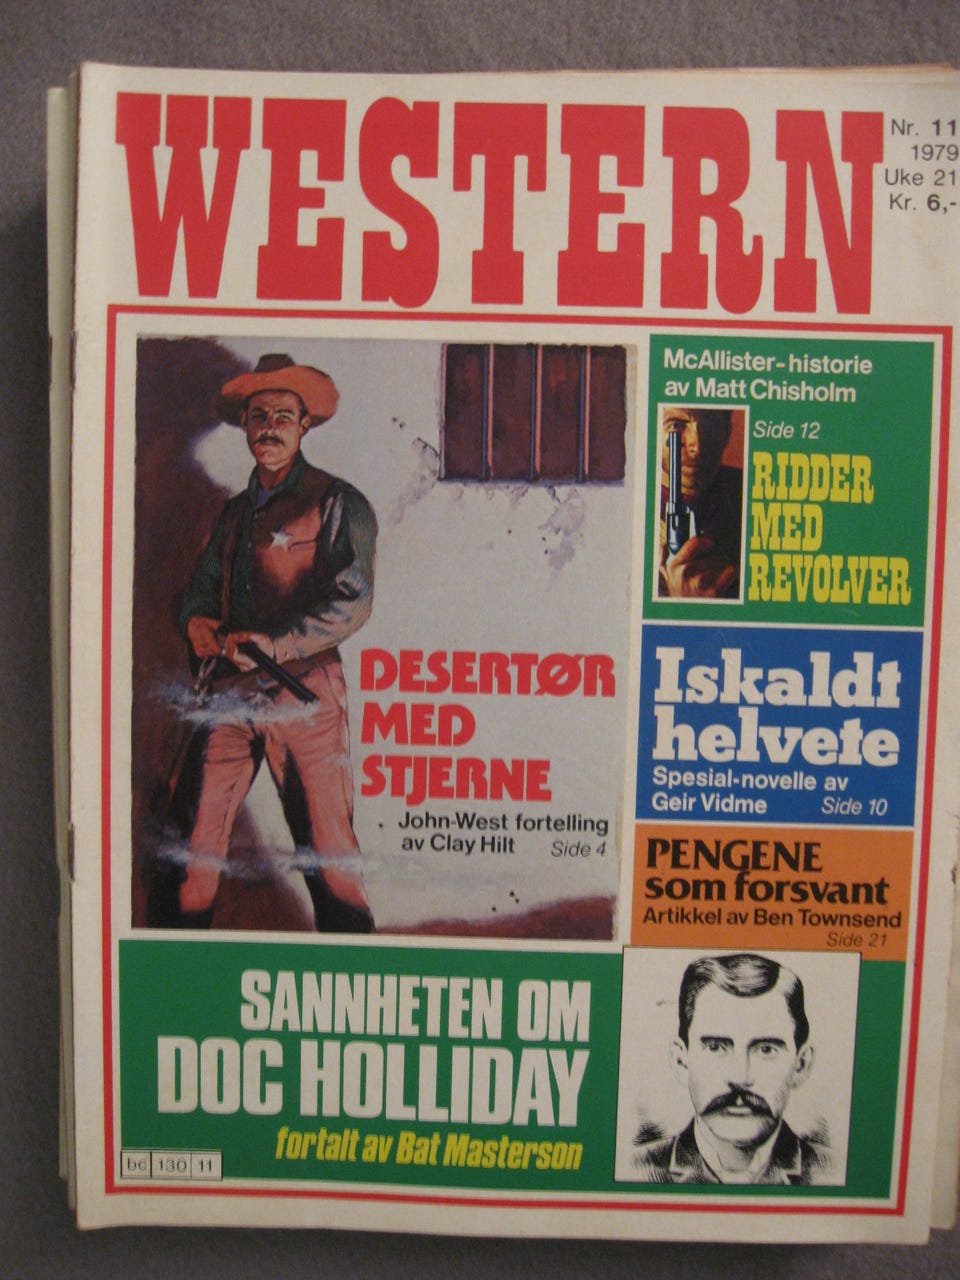 WESTERN
Nr. 11
1979
Uke 21
Kr. 6,-
DESERTØR
MED
STJERNE
John-West fortelling
av Clay Hilt Side 4
McAllister-historie
av Matt Chisholm
Side 12
RIDDER
MED
REVOLVER
Iskaldt
helvete
Spesial-novelle av
Geir Vidme Side 10
PENGENE
som forsvant
Artikkel av Ben Townsend
Side 21
SANNHETEN OM
DOC HOLLIDAY
fortalt av Bat Masterson
bc 130 11